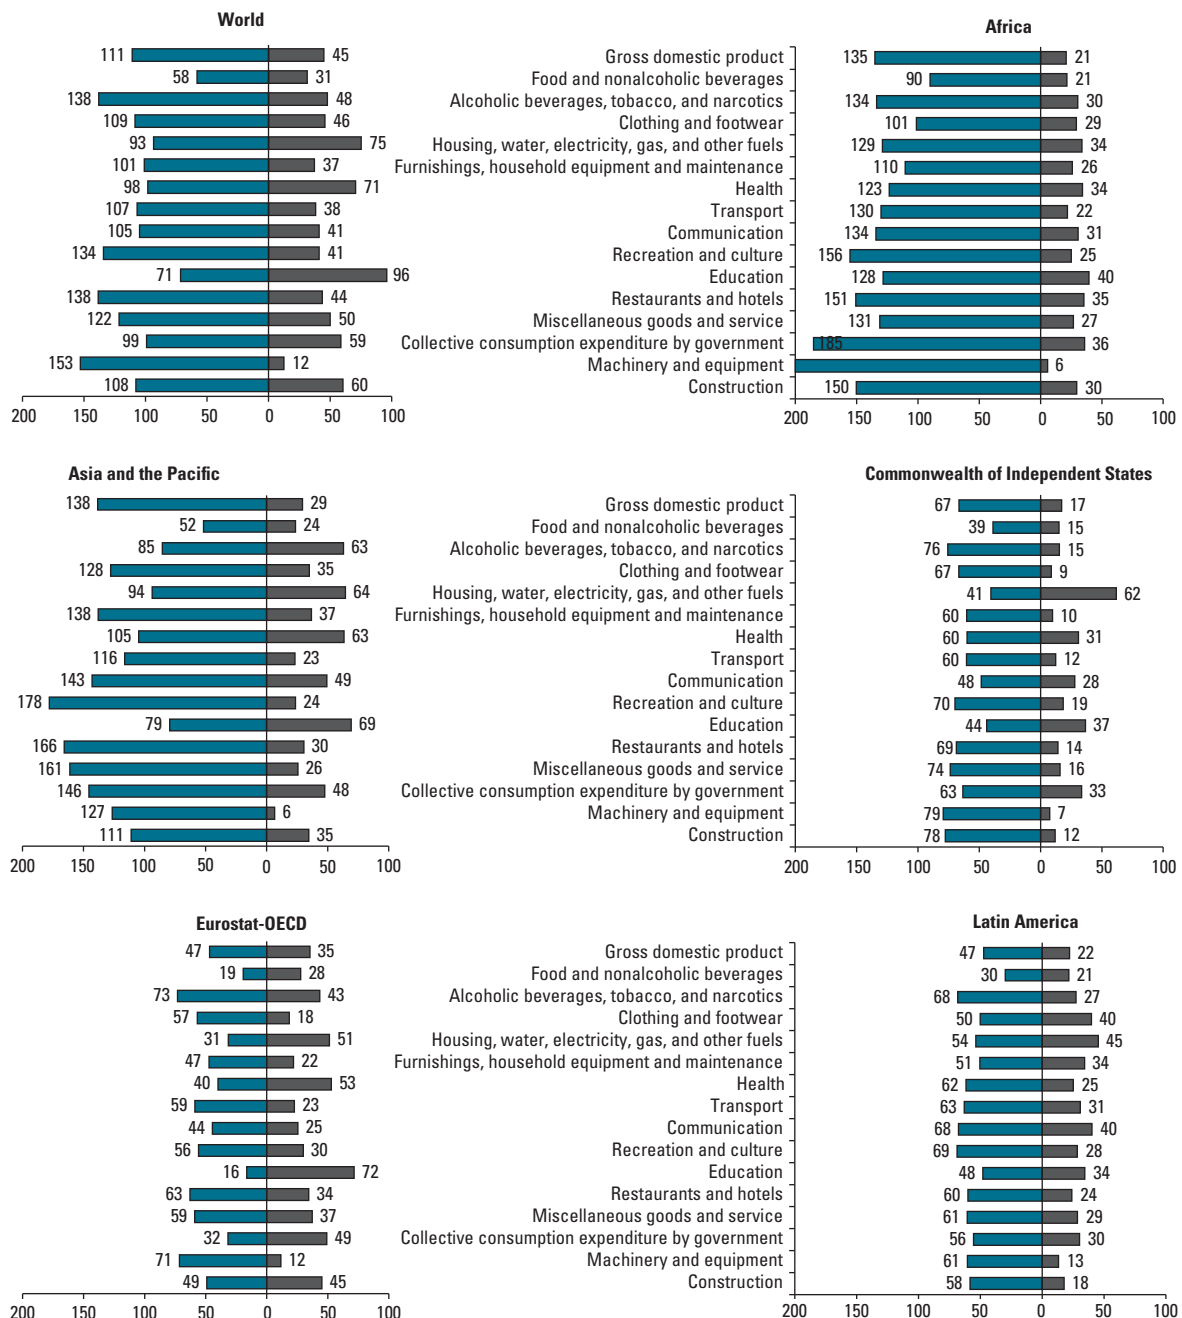 World
Africa
111 45 Gross domestic product 135 21
58 31 Food and nonalcoholic beverages 90 21
138 48 Alcoholic beverages, tobacco, and narcotics 134 30
109 46 Clothing and footwear 101 29
93 75 Housing, water, electricity, gas, and other fuels 129 34
101 37 Furnishings, household equipment and maintenance 110 26
98 71 Health 123 34
107 38 Transport 130 22
105 41 Communication 134 31
134 41 Recreation and culture 156 25
71 96 Education 128 40
138 44 Restaurants and hotels 151 35
122 50 Miscellaneous goods and service 131 27
99 59 Collective consumption expenditure by government 185 36
153 12 Machinery and equipment 6
108 60 Construction 150 30
200 150 100 50 0 50 100 200 150 100 50 0 50 100
Asia and the Pacific
Commonwealth of Independent States
138 29 Gross domestic product 67 17
52 24 Food and nonalcoholic beverages 39 15
85 63 Alcoholic beverages, tobacco, and narcotics 76 15
128 35 Clothing and footwear 67 9
94 64 Housing, water, electricity, gas, and other fuels 41 62
138 37 Furnishings, household equipment and maintenance 60 10
105 63 Health 60 31
116 23 Transport 60 12
143 49 Communication 48 28
178 24 Recreation and culture 70 19
79 69 Education 44 37
166 30 Restaurants and hotels 69 14
161 26 Miscellaneous goods and service 74 16
146 48 Collective consumption expenditure by government 63 33
127 6 Machinery and equipment 79 7
111 35 Construction 78 12
200 150 100 50 0 50 100 200 150 100 50 0 50 100
Eurostat-OECD
Latin America
47 35 Gross domestic product 47 22
19 28 Food and nonalcoholic beverages 30 21
73 43 Alcoholic beverages, tobacco, and narcotics 68 27
57 18 Clothing and footwear 50 40
31 51 Housing, water, electricity, gas, and other fuels 54 45
47 22 Furnishings, household equipment and maintenance 51 34
40 53 Health 62 25
59 23 Transport 63 31
44 25 Communication 68 40
56 30 Recreation and culture 69 28
16 72 Education 48 34
63 34 Restaurants and hotels 60 24
59 37 Miscellaneous goods and service 61 29
32 49 Collective consumption expenditure by government 56 30
71 12 Machinery and equipment 61 13
49 45 Construction 58 18
200 150 100 50 0 50 100 200 150 100 50 0 50 100